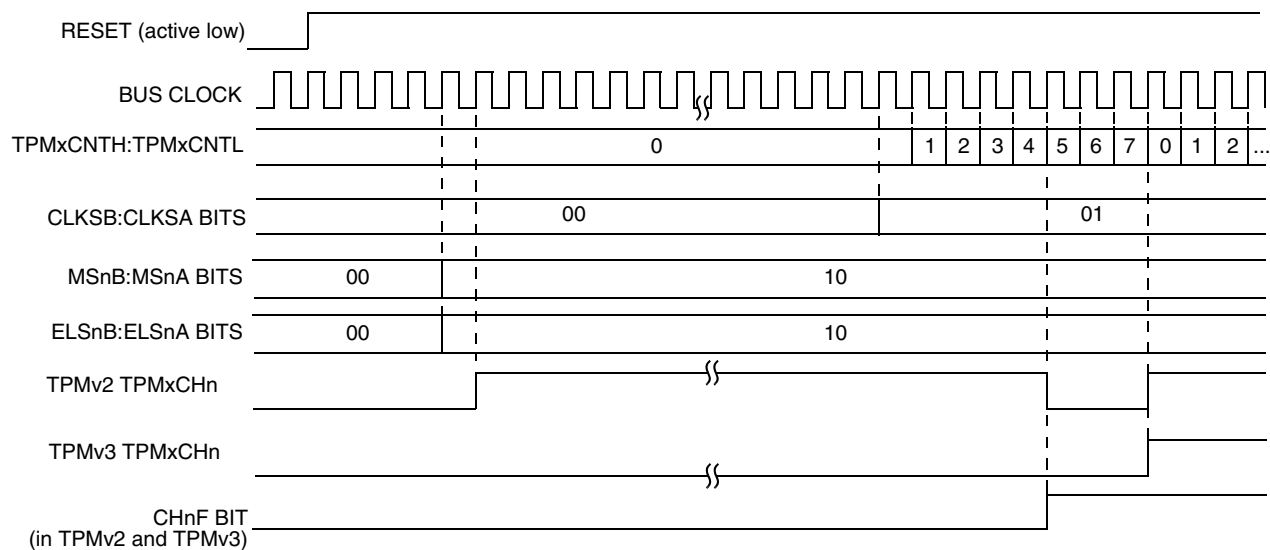 RESET (active low)
BUS CLOCK
TPMxCNTH:TPMxCNTL 0 1 2 3 4 5 6 7 0 1 2 ...
CLKSB:CLKSA BITS 00 01
MSnB:MSnA BITS 00 10
ELSnB:ELSnA BITS 00 10
TPMv2 TPMxCHn
TPMv3 TPMxCHn
CHnF BIT
(in TPMv2 and TPMv3)